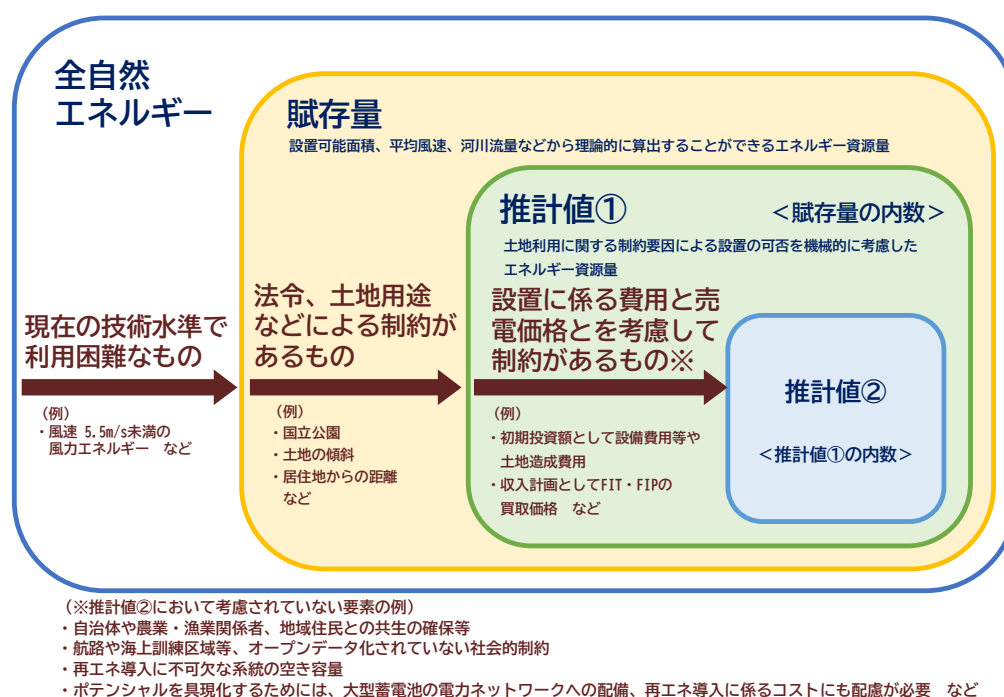 全自然
エネルギー
賦存量
設置可能面積、平均風速、河川流量などから理論的に算出することができるエネルギー資源量
推計値①
＜賦存量の内数＞
土地利用に関する制約要因による設置の可否を機械的に考慮した
エネルギー資源量
現在の技術水準で
利用困難なもの
（例）
・風速 5.5m/s未満の
風力エネルギー　など
法令、土地用途
などによる制約が
あるもの
（例）
・国立公園
・土地の傾斜
・居住地からの距離
など
設置に係る費用と売
電価格とを考慮して
制約があるもの※
（例）
・初期投資額として設備費用等や
土地造成費用
・収入計画としてFIT・FIPの
買取価格　など
推計値②
＜推計値①の内数＞
（※推計値②において考慮されていない要素の例）
・自治体や農業・漁業関係者、地域住民との共生の確保等
・航路や海上訓練区域等、オープンデータ化されていない社会的制約
・再エネ導入に不可欠な系統の空き容量
・ポテンシャルを具現化するためには、大型蓄電池の電力ネットワークへの配備、再エネ導入に係るコストにも配慮が必要　など